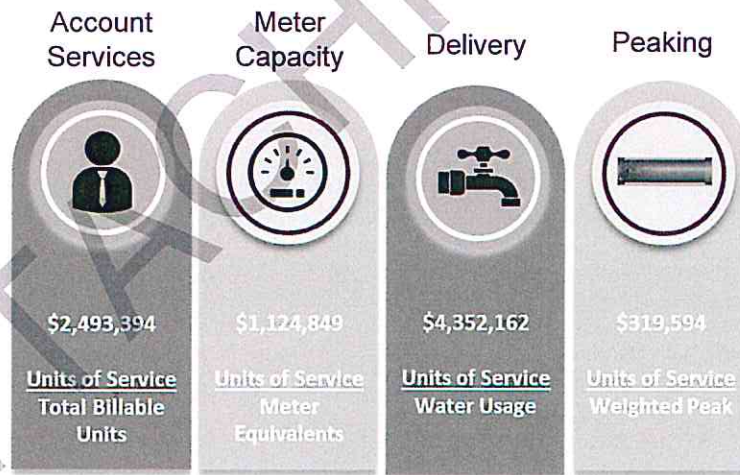 Account
Services
Meter
Capacity
Delivery
Peaking
$2,493,394
$1,124,849
$4,352,162
$319,594
Units of Service
Total Billable
Units
Units of Service
Meter
Equivalents
Units of Service
Water Usage
Units of Service
Weighted Peak